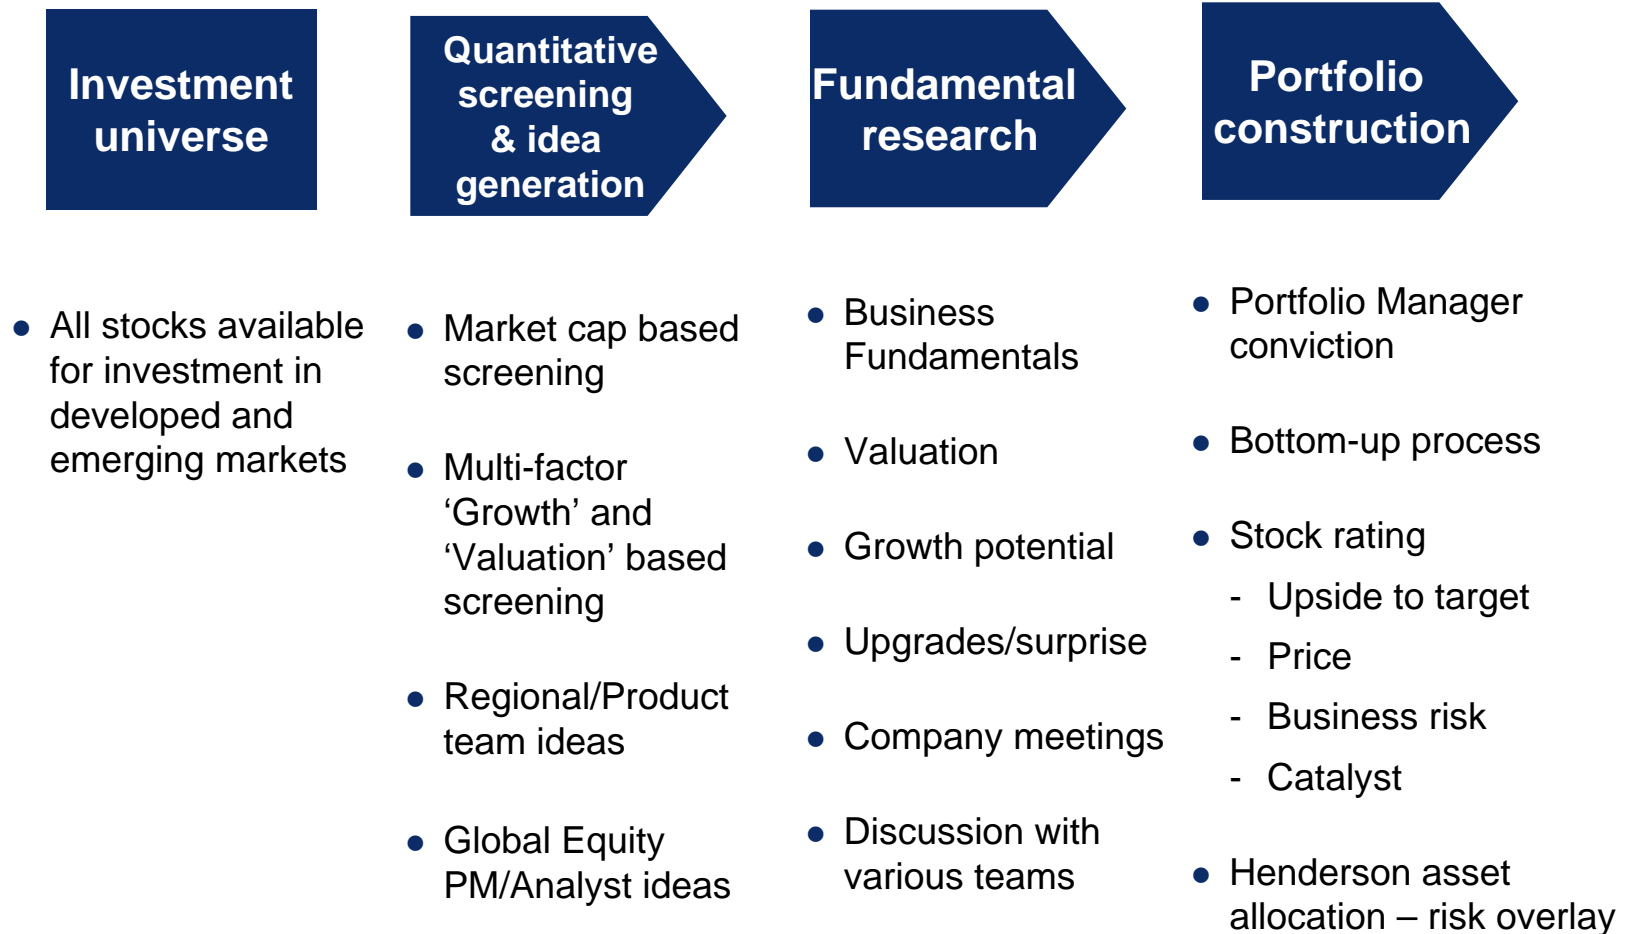 Investment
universe
Quantitative
screening
& idea
generation
Fundamental
research
Portfolio
construction
● All stocks available
for investment in
developed and
emerging markets
● Market cap based
screening
● Multi-factor
‘Growth’ and
‘Valuation’ based
screening
● Regional/Product
team ideas
● Global Equity
PM/Analyst ideas
● Business
Fundamentals
● Valuation
● Growth potential
● Upgrades/surprise
● Company meetings
● Discussion with
various teams
● Portfolio Manager
conviction
● Bottom-up process
● Stock rating
- Upside to target
- Price
- Business risk
- Catalyst
● Henderson asset
allocation – risk overlay